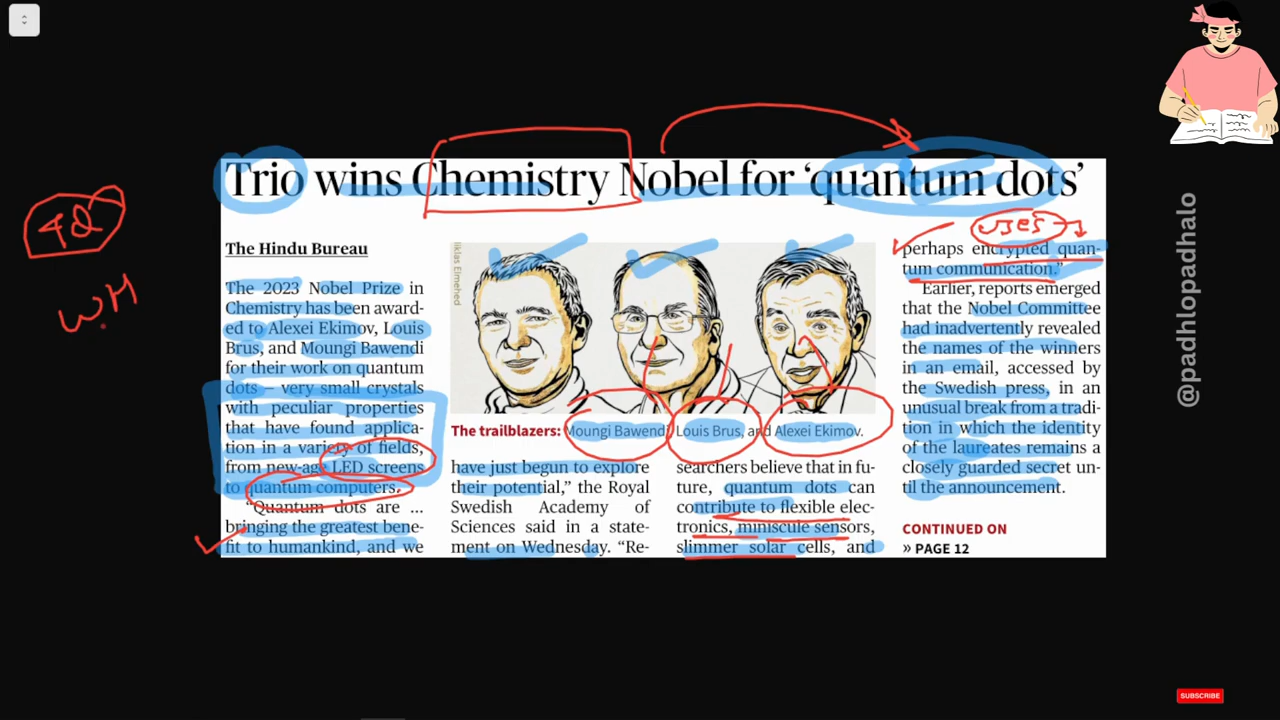 Trio wins Chemistry Nobel for ‘quantum dots’
The Hindu Bureau
The 2023 Nobel Prize in
Chemistry has been award-
ed to Alexei Ekimov, Louis
Brus, and Moungi Bawendi
for their work on quantum
dots — very small crystals
with peculiar properties
that have found applica-
tion in a variety of fields,
from new-age LED screens
to quantum computers.
“Quantum dots are ...
bringing the greatest bene-
fit to humankind, and we
Niklas Elmehed
The trailblazers: Moungi Bawendi, Louis Brus, and Alexei Ekimov.
have just begun to explore
their potential,” the Royal
Swedish Academy of
Sciences said in a state-
ment on Wednesday. “Re-
searchers believe that in fu-
ture, quantum dots can
contribute to flexible elec-
tronics, miniscule sensors,
slimmer solar cells, and
uses
perhaps encrypted quan-
tum communication.”
Earlier, reports emerged
that the Nobel Committee
had inadvertently revealed
the names of the winners
in an email, accessed by
the Swedish press, in an
unusual break from a tradi-
tion in which the identity
of the laureates remains a
closely guarded secret un-
til the announcement.
CONTINUED ON
» PAGE 12
WH
@padhlopadhalo
SUBSCRIBE